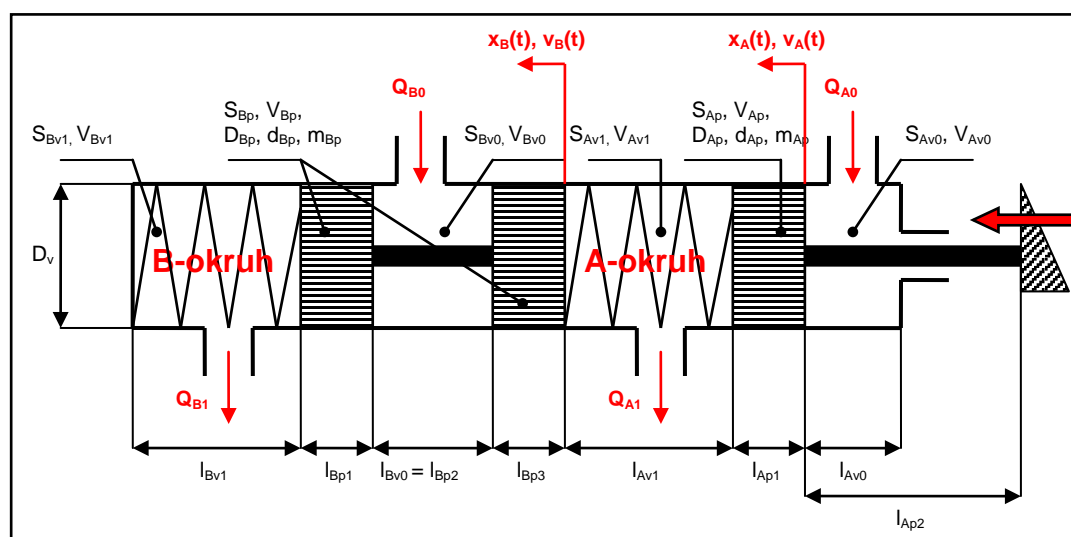 x_B(t), v_B(t)
x_A(t), v_A(t)
Q_B0
Q_A0
S_Bp, V_Bp,
D_Bp, d_Bp, m_Bp
S_Ap, V_Ap,
D_Ap, d_Ap, m_Ap
S_Bv1, V_Bv1
S_Bv0, V_Bv0
S_Av1, V_Av1
S_Av0, V_Av0
D_v
B-okruh
A-okruh
Q_B1
Q_A1
l_Bv1
l_Bp1
l_Bv0 = l_Bp2
l_Bp3
l_Av1
l_Ap1
l_Av0
l_Ap2